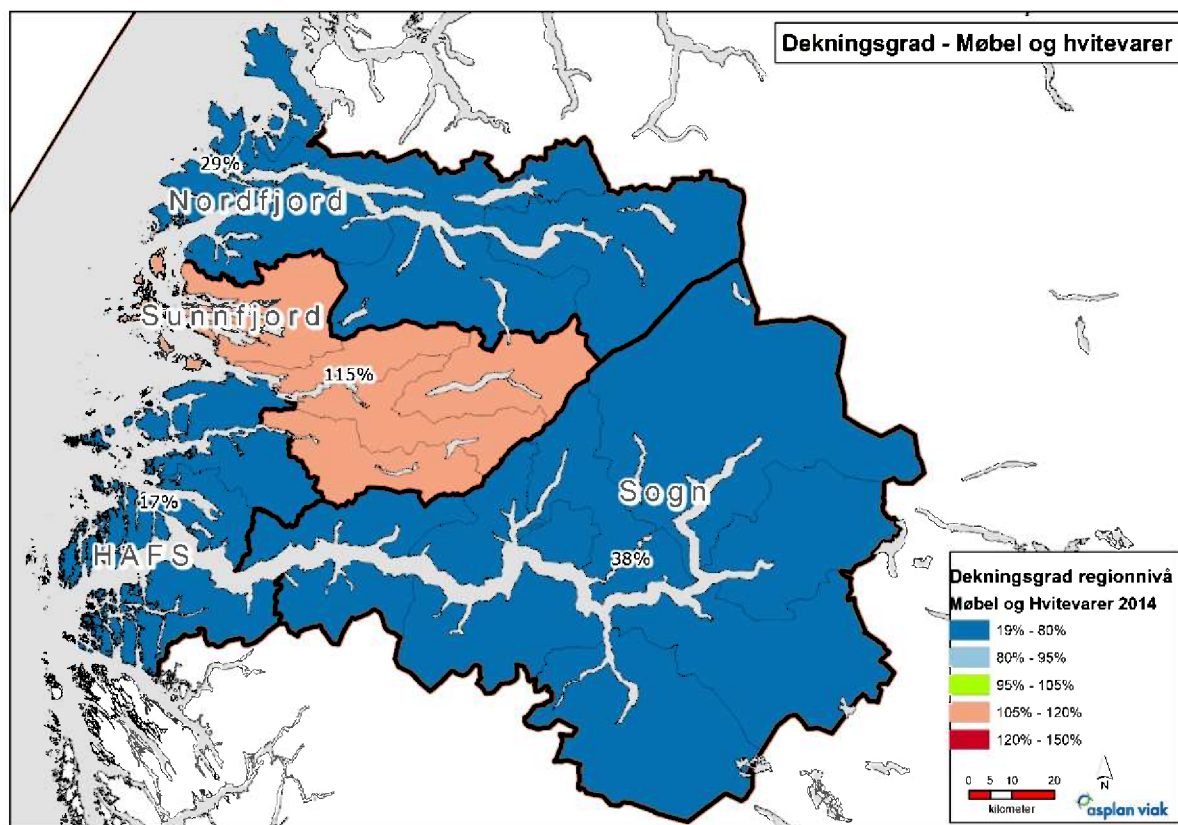 Dekningsgrad - Møbel og hvitevarer
29%
Nordfjord
Sunnfjord
115%
Sogn
17%
HAFS
38%
Dekningsgrad regionnivå
Møbel og Hvitevarer 2014
19% - 80%
80% - 95%
95% - 105%
105% - 120%
120% - 150%
0 5 10 20
kilometer
N
asplan viak